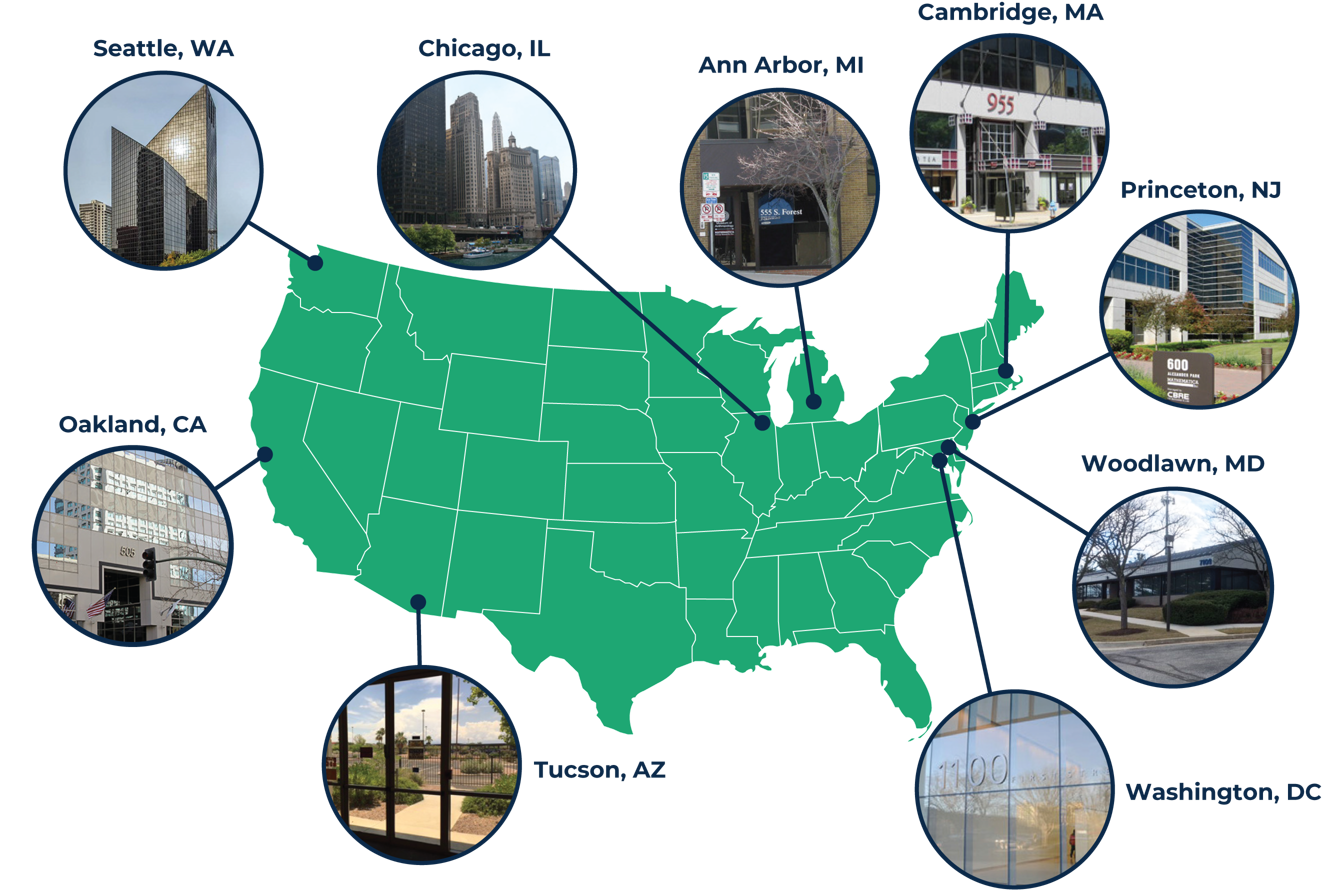 Cambridge, MA
Seattle, WA
Chicago, IL
Ann Arbor, MI
955
TEA
555 S. Forest
Princeton, NJ
600
ALEXANDER PARK
MATHEMATICA
CBRE
Oakland, CA
505
Woodlawn, MD
Tucson, AZ
1100
Washington, DC